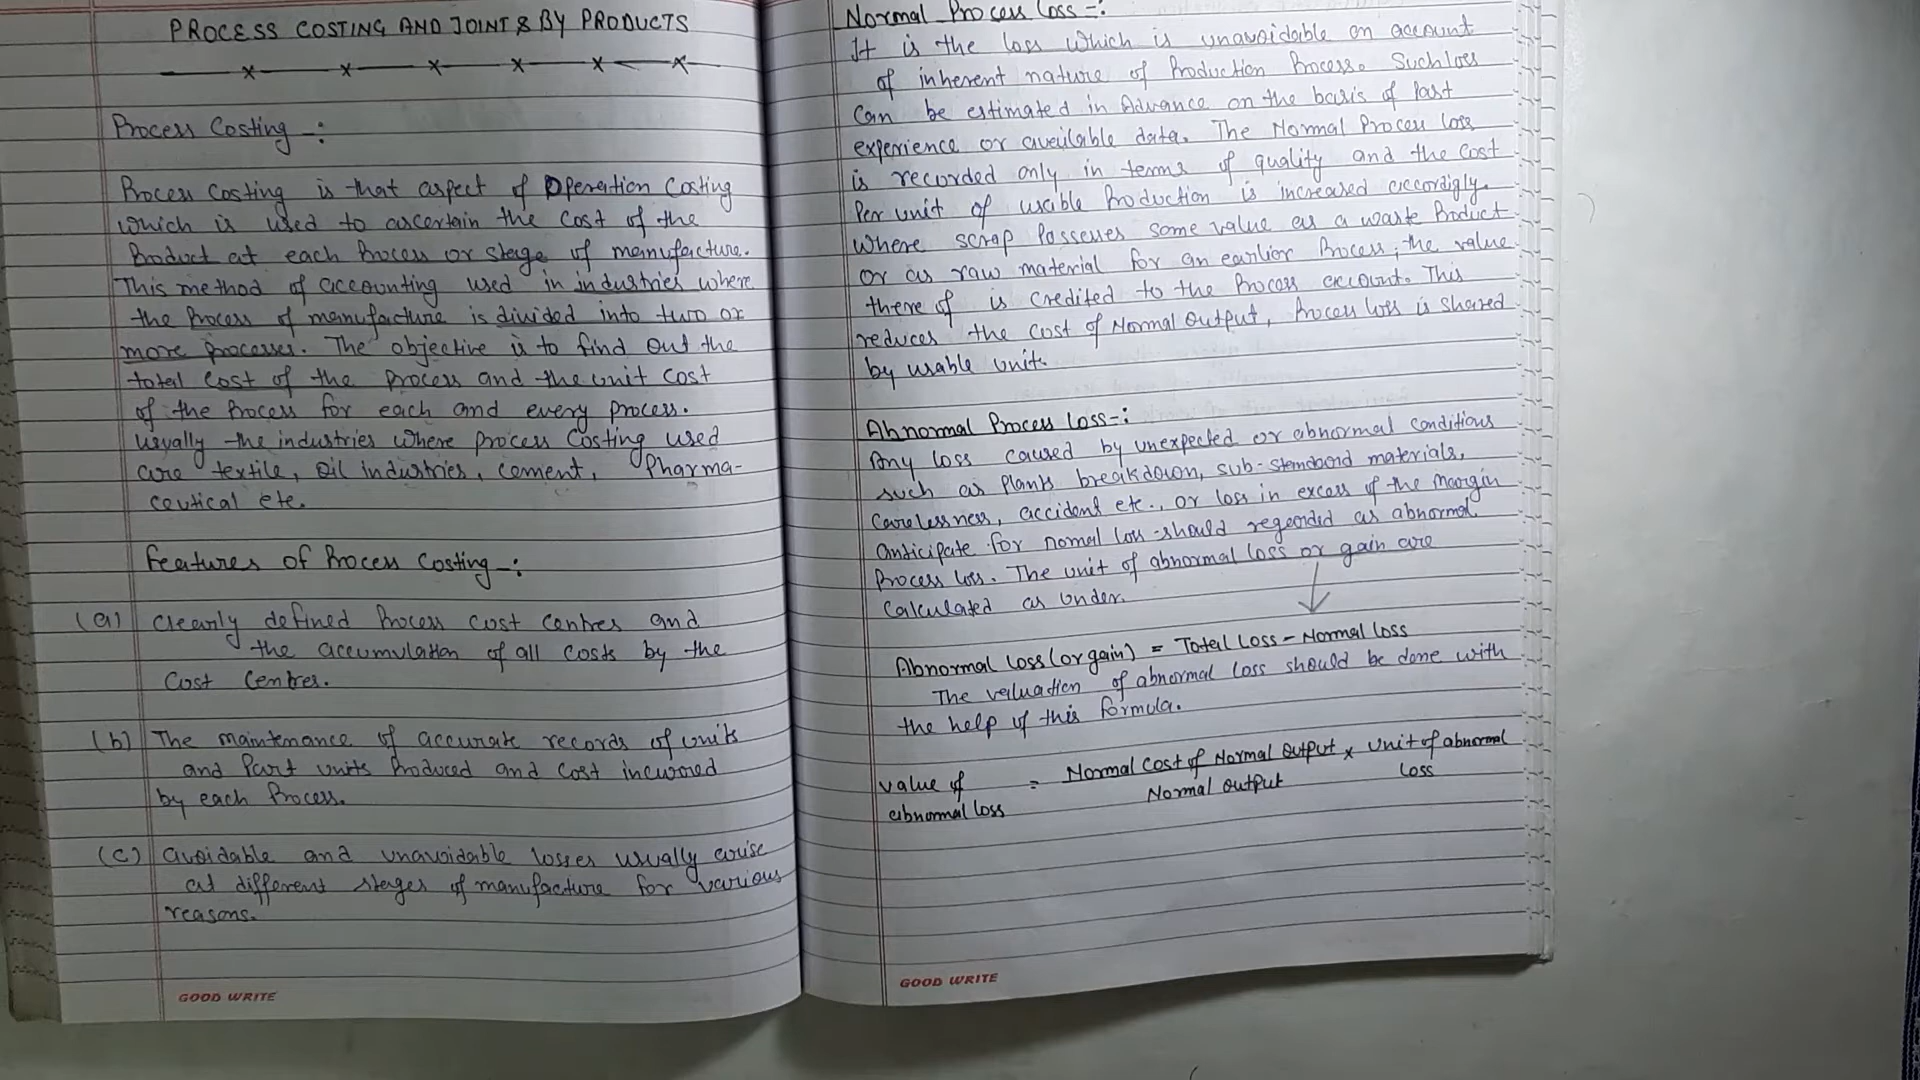 PROCESS COSTING AND JOINT & BY PRODUCTS
Process Costing -:
Process Costing is that aspect of Operation Costing
which is used to ascertain the cost of the
Product at each Process or stage of manufacture.
This method of accounting used in industries where
the Process of manufacture is divided into two or
more processes. The objective is to find out the
total cost of the process and the unit cost
of the Process for each and every process.
Usually the industries where process costing used
are textile, oil industries, cement, Pharma-
ceutical etc.
Features of Process Costing -:
(a) clearly defined Process cost centres and
the accumulation of all costs by the
Cost Centres.
(b) The maintenance of accurate records of units
and Part units Produced and cost incurred
by each Process.
(c) avoidable and unavoidable losses usually arise
at different stages of manufacture for various
reasons.
GOOD WRITE
Normal Process Loss -:
It is the loss which is unavoidable on account
of inherent nature of Production Process. Such loss
Can be estimated in Advance on the basis of Past
experience or available data. The Normal Process loss
is recorded only in terms of quality and the cost
Per unit of usable Production is increased accordigly.
Where scrap Possesses some value as a waste Product
or as raw material for an earlier Process, the value
there of is credited to the Process account. This
reduces the cost of Normal Output, Process loss is shared
by usable unit.
Abnormal Process Loss -:
Any loss caused by unexpected or abnormal conditions
such as plants breakdown, sub-standard materials,
carelessness, accident etc., or loss in excess of the margin
anticipate for nomal loss should regarded as abnormal
Process loss. The unit of abnormal loss or gain are
Calculated as under.
Abnormal loss (or gain) = Total Loss - Normal loss
The valuation of abnormal loss should be done with
the help of this formula.
value of abnormal loss = Normal Cost of Normal Output / Normal Output × Unit of abnormal Loss
GOOD WRITE